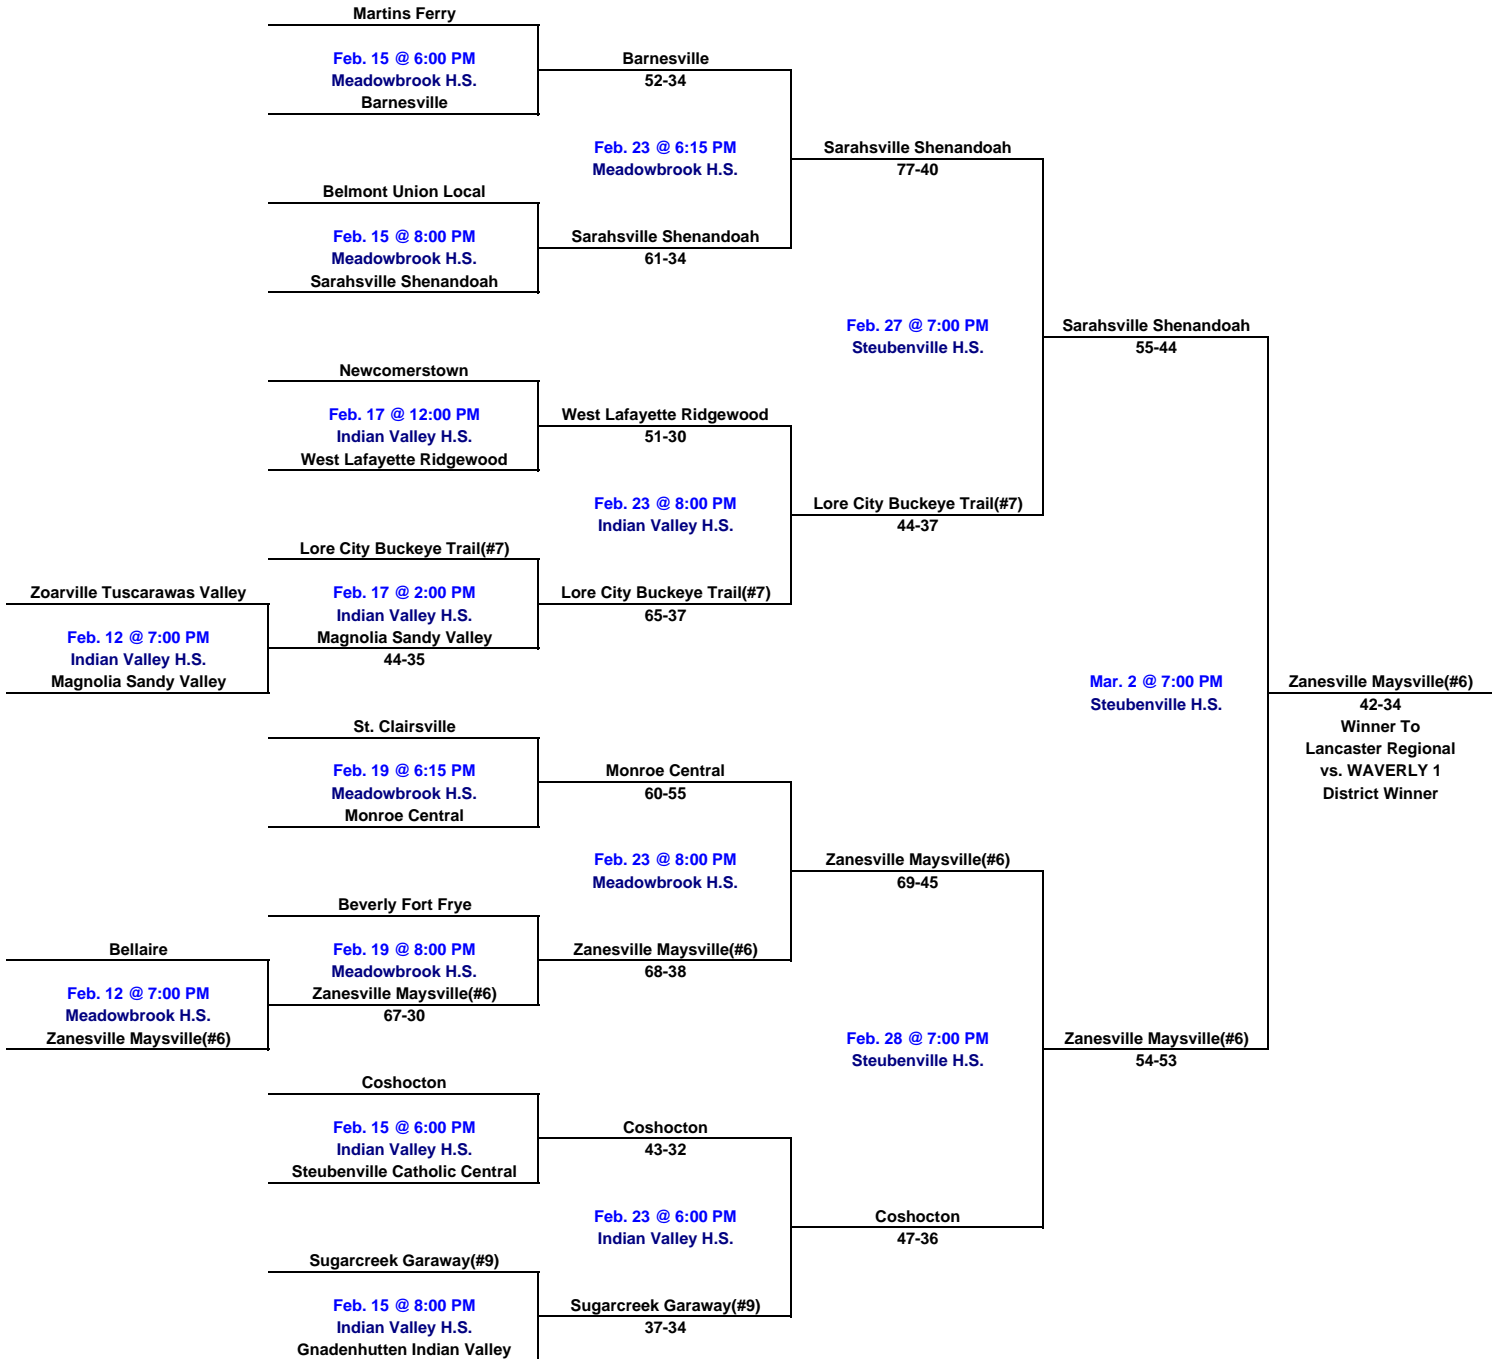 Martins Ferry
Feb. 15 @ 6:00 PM
Meadowbrook H.S.
Barnesville
Barnesville
52-34
Feb. 23 @ 6:15 PM
Meadowbrook H.S.
Sarahsville Shenandoah
77-40
Belmont Union Local
Feb. 15 @ 8:00 PM
Meadowbrook H.S.
Sarahsville Shenandoah
Sarahsville Shenandoah
61-34
Feb. 27 @ 7:00 PM
Steubenville H.S.
Sarahsville Shenandoah
55-44
Newcomerstown
Feb. 17 @ 12:00 PM
Indian Valley H.S.
West Lafayette Ridgewood
West Lafayette Ridgewood
51-30
Feb. 23 @ 8:00 PM
Indian Valley H.S.
Lore City Buckeye Trail(#7)
44-37
Lore City Buckeye Trail(#7)
Zoarville Tuscarawas Valley
Feb. 17 @ 2:00 PM
Indian Valley H.S.
Lore City Buckeye Trail(#7)
65-37
Feb. 12 @ 7:00 PM
Indian Valley H.S.
Magnolia Sandy Valley
Magnolia Sandy Valley
44-35
Mar. 2 @ 7:00 PM
Steubenville H.S.
Zanesville Maysville(#6)
42-34
Winner To
Lancaster Regional
vs. WAVERLY 1
District Winner
St. Clairsville
Feb. 19 @ 6:15 PM
Meadowbrook H.S.
Monroe Central
Monroe Central
60-55
Feb. 23 @ 8:00 PM
Meadowbrook H.S.
Zanesville Maysville(#6)
69-45
Beverly Fort Frye
Bellaire
Feb. 19 @ 8:00 PM
Meadowbrook H.S.
Zanesville Maysville(#6)
68-38
Feb. 12 @ 7:00 PM
Meadowbrook H.S.
Zanesville Maysville(#6)
Zanesville Maysville(#6)
67-30
Feb. 28 @ 7:00 PM
Steubenville H.S.
Zanesville Maysville(#6)
54-53
Coshocton
Feb. 15 @ 6:00 PM
Indian Valley H.S.
Steubenville Catholic Central
Coshocton
43-32
Feb. 23 @ 6:00 PM
Indian Valley H.S.
Coshocton
47-36
Sugarcreek Garaway(#9)
Feb. 15 @ 8:00 PM
Indian Valley H.S.
Gnadenhutten Indian Valley
Sugarcreek Garaway(#9)
37-34